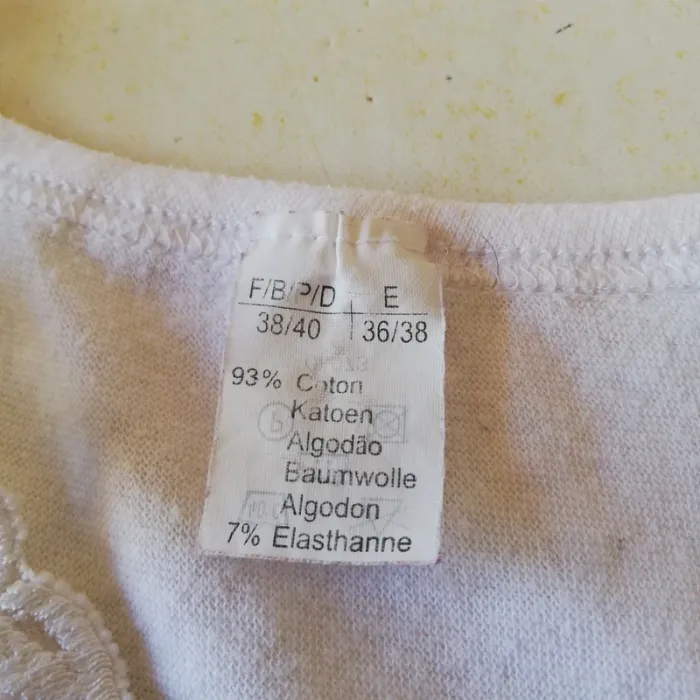 F/B/P/D E
38/40 36/38
93% Coton
Katoen
Algodão
Baumwolle
Algodon
7% Elasthanne